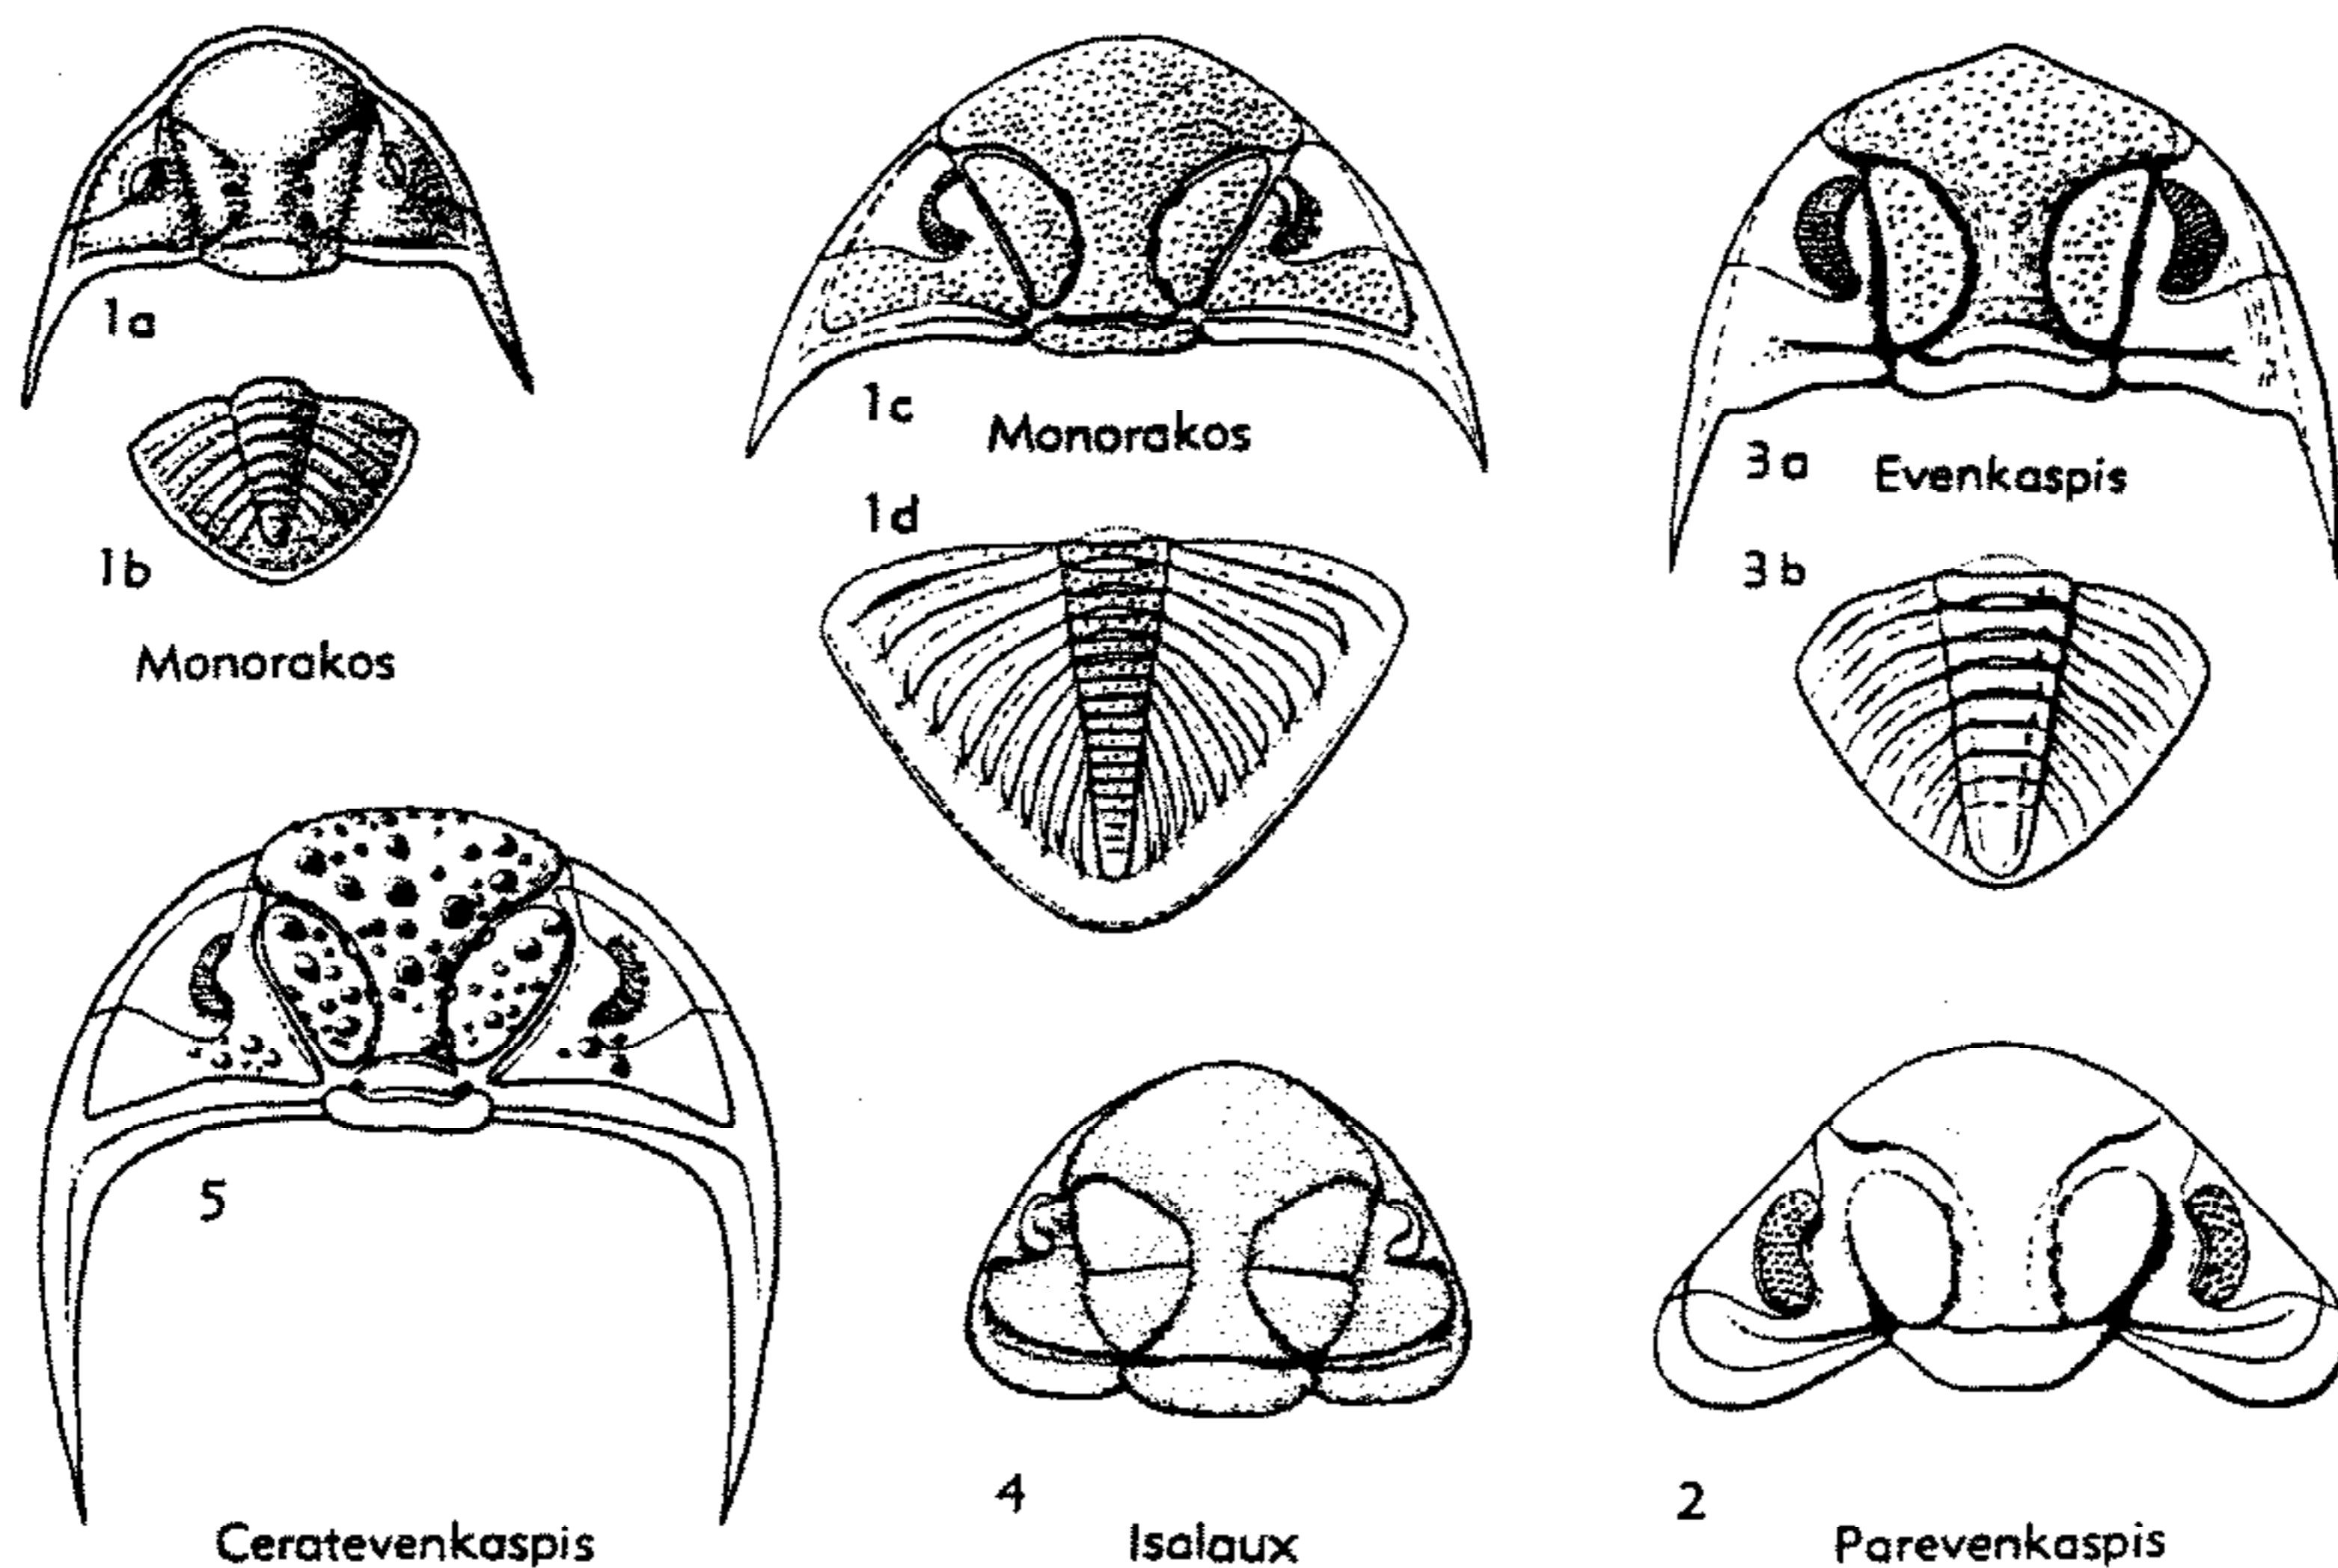 1a
1b
Monorakos
1c
Monorakos
1d
3a Evenkaspis
3b
5
Ceratevenkaspis
4
Isalaux
2
Parevenkaspis